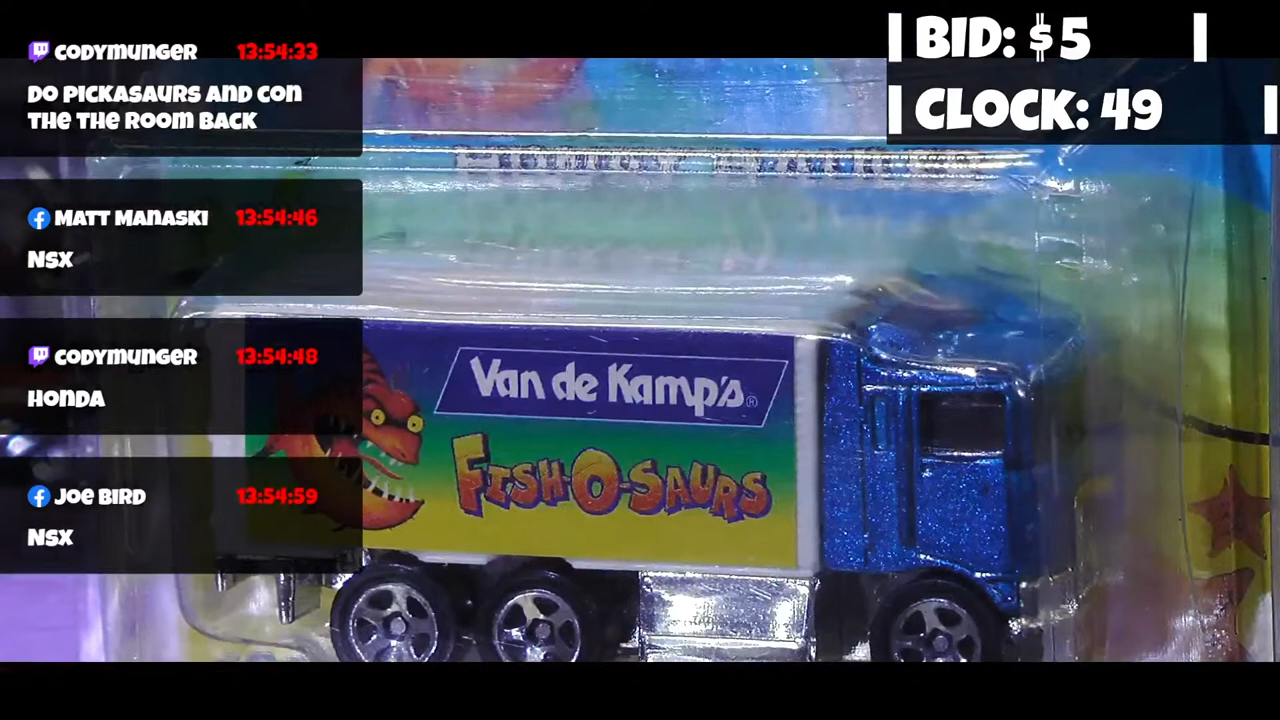 codymunger 13:54:33
DO PICKASAURS AND CON
THE THE ROOM BACK
Matt Manaski 13:54:46
NSX
codymunger 13:54:48
HONDA
Joe Bird 13:54:59
NSX
| BID: $5 |
| CLOCK: 49 |
Van de Kamp's®
FISH-O-SAURS